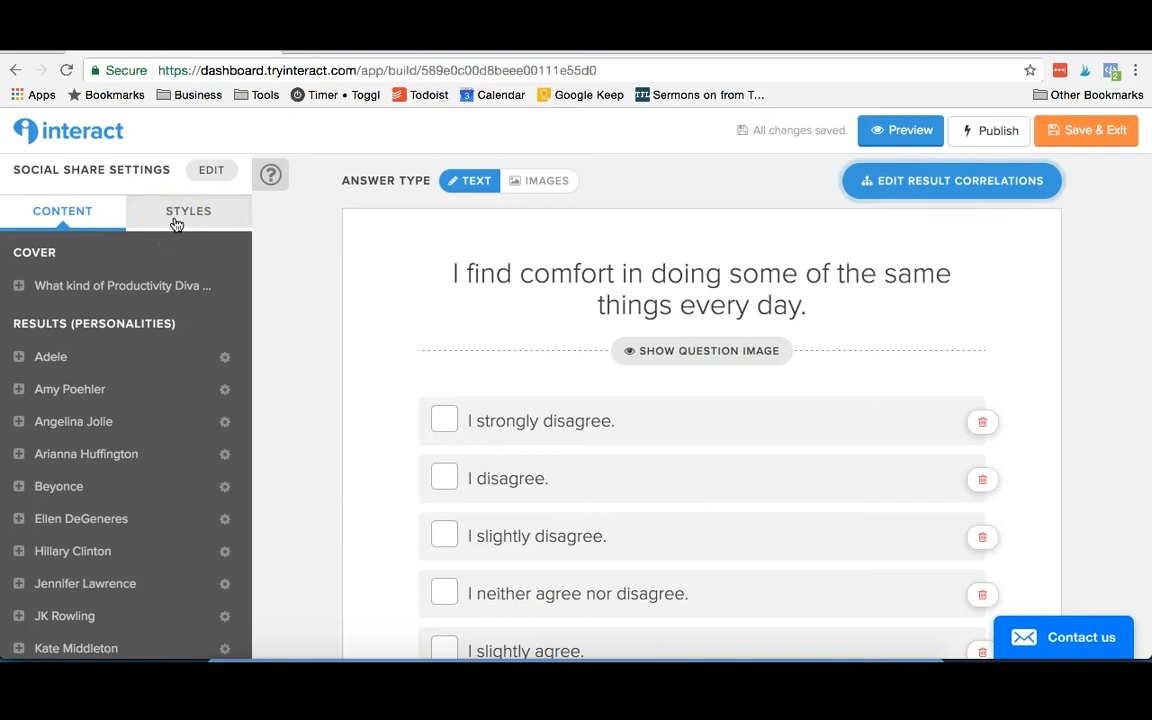 Secure https://dashboard.tryinteract.com/app/build/589e0c00d8beee00111e55d0
Apps Bookmarks Business Tools Timer • Toggl Todoist Calendar Google Keep Sermons on from T... Other Bookmarks
interact All changes saved Preview Publish Save & Exit
SOCIAL SHARE SETTINGS EDIT ?
ANSWER TYPE TEXT IMAGES EDIT RESULT CORRELATIONS
CONTENT STYLES
COVER
What kind of Productivity Diva ...
RESULTS (PERSONALITIES)
Adele
Amy Poehler
Angelina Jolie
Arianna Huffington
Beyonce
Ellen DeGeneres
Hillary Clinton
Jennifer Lawrence
JK Rowling
Kate Middleton
I find comfort in doing some of the same
things every day.
SHOW QUESTION IMAGE
I strongly disagree.
I disagree.
I slightly disagree.
I neither agree nor disagree.
I slightly agree.
Contact us